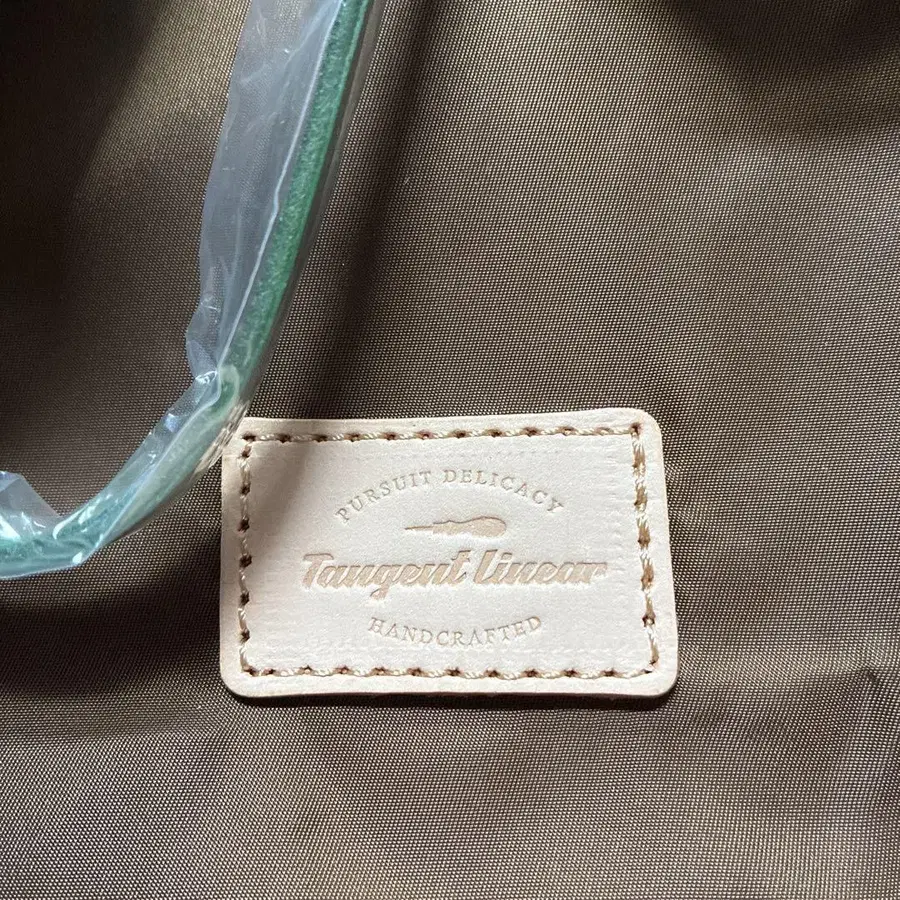 PURSUIT DELICACY
Tangent Linear
HANDCRAFTED